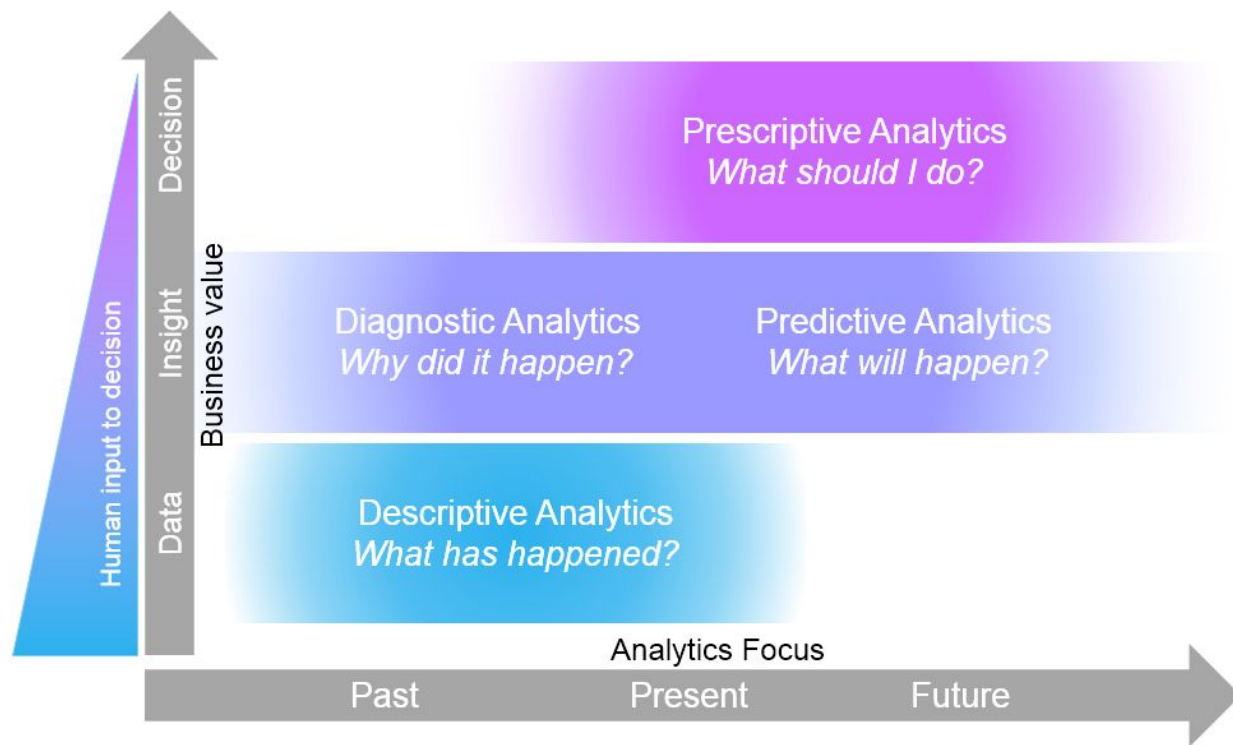 Decision
Prescriptive Analytics
What should I do?
Human input to decision
Insight
Business value
Diagnostic Analytics
Why did it happen?
Predictive Analytics
What will happen?
Data
Descriptive Analytics
What has happened?
Analytics Focus
Past
Present
Future